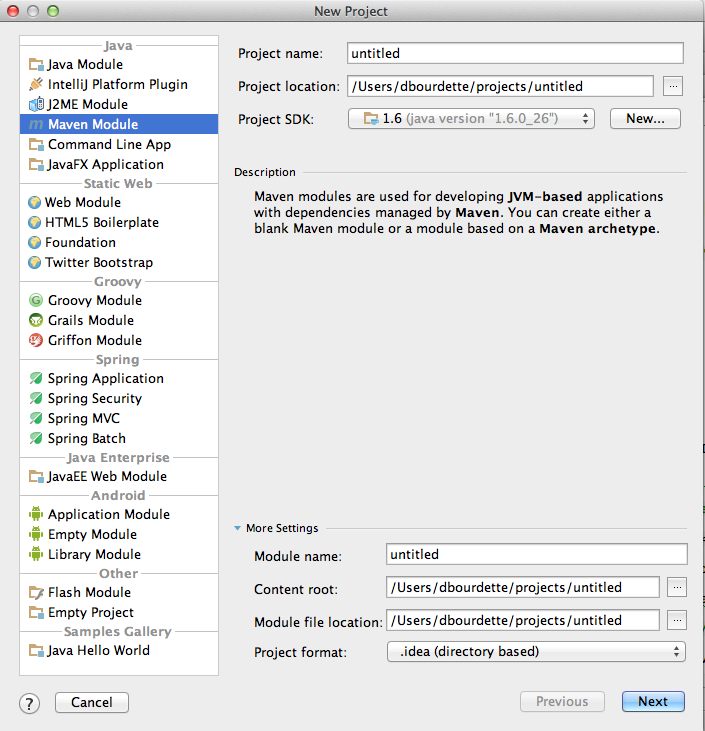 New Project
Java
Java Module
IntelliJ Platform Plugin
J2ME Module
m Maven Module
Command Line App
JavaFX Application
Static Web
Web Module
HTML5 Boilerplate
Foundation
Twitter Bootstrap
Groovy
G Groovy Module
Grails Module
Griffon Module
Spring
Spring Application
Spring Security
Spring MVC
Spring Batch
Java Enterprise
JavaEE Web Module
Android
Application Module
Empty Module
Library Module
Other
Flash Module
Empty Project
Samples Gallery
Java Hello World
Project name: untitled
Project location: /Users/dbourdette/projects/untitled ...
Project SDK: 1.6 (java version "1.6.0_26") New...
Description
Maven modules are used for developing JVM-based applications
with dependencies managed by Maven. You can create either a
blank Maven module or a module based on a Maven archetype.
More Settings
Module name: untitled
Content root: /Users/dbourdette/projects/untitled ...
Module file location: /Users/dbourdette/projects/untitled ...
Project format: .idea (directory based)
? Cancel Previous Next